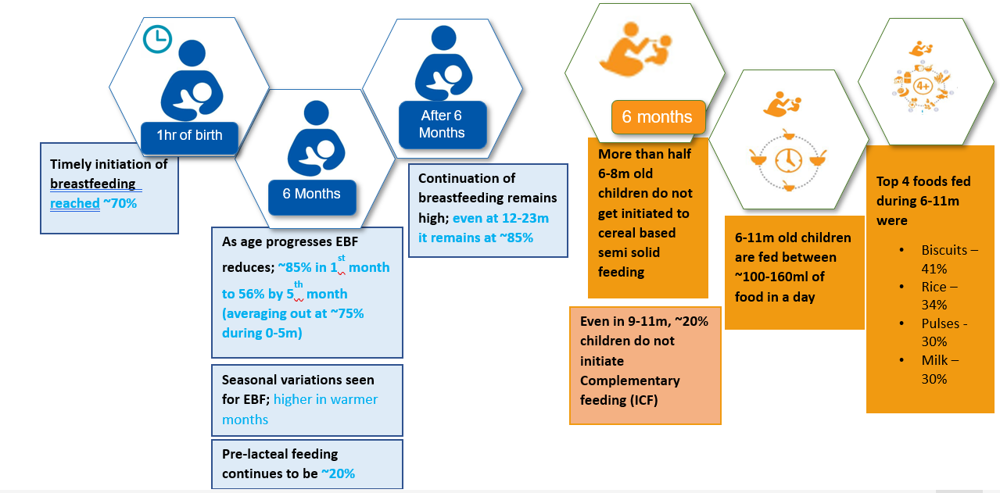 1hr of birth
Timely initiation of
breastfeeding
reached ~70%
6 Months
As age progresses EBF
reduces; ~85% in 1st month
to 56% by 5th month
(averaging out at ~75%
during 0-5m)
Seasonal variations seen
for EBF; higher in warmer
months
Pre-lacteal feeding
continues to be ~20%
After 6
Months
Continuation of
breastfeeding remains
high; even at 12-23m
it remains at ~85%
6 months
More than half
6-8m old
children do not
get initiated to
cereal based
semi solid
feeding
Even in 9-11m, ~20%
children do not
initiate
Complementary
feeding (ICF)
6-11m old children
are fed between
~100-160ml of
food in a day
4+
Top 4 foods fed
during 6-11m
were
• Biscuits –
41%
• Rice –
34%
• Pulses -
30%
• Milk –
30%